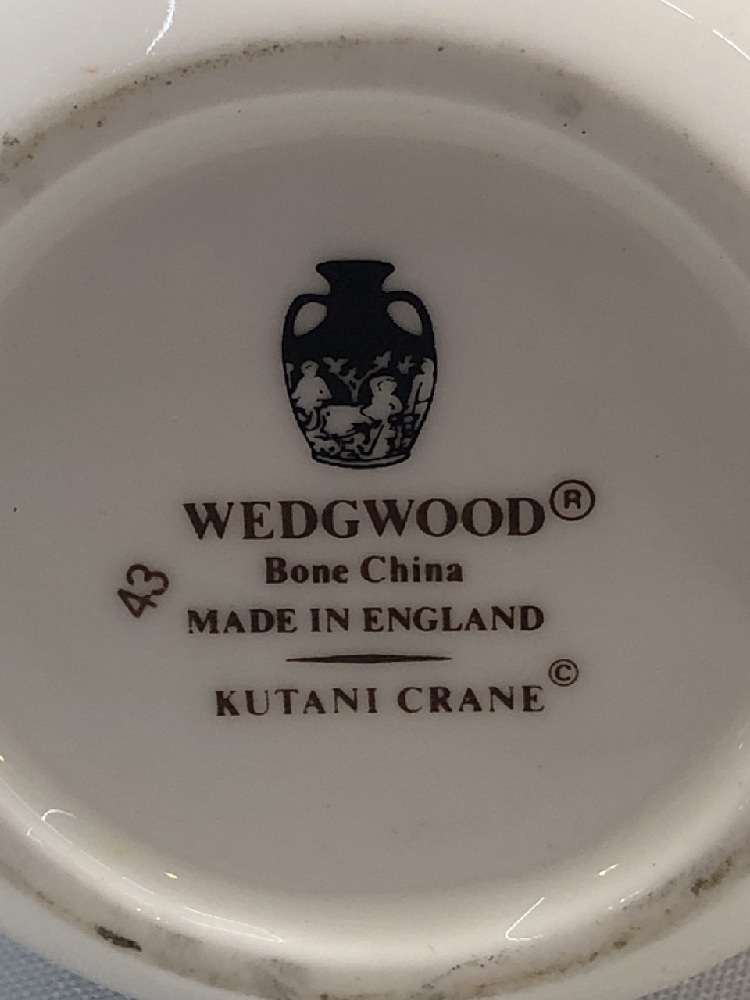 WEDGWOOD®
Bone China
43
MADE IN ENGLAND
KUTANI CRANE©